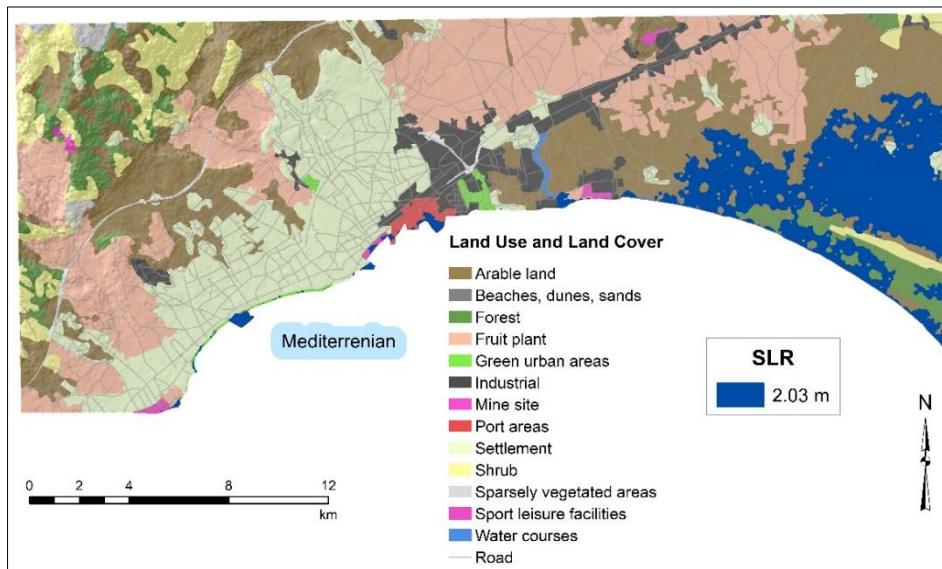 Land Use and Land Cover
Arable land
Beaches, dunes, sands
Forest
Fruit plant
Green urban areas
Industrial
Mine site
Port areas
Settlement
Shrub
Sparsely vegetated areas
Sport leisure facilities
Water courses
Road
Mediterrenian
SLR
2.03 m
N
0 2 4 8 12
km